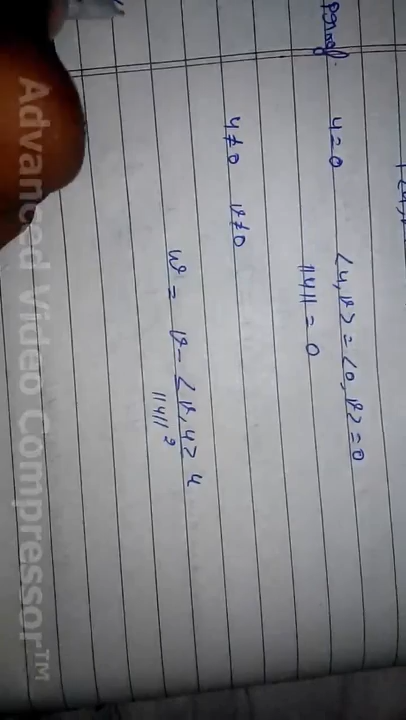 proof.
u = 0 <u, v> = <0, v> = 0
||u|| = 0
u ≠ 0 v ≠ 0
w = v - <v, u> u
||u||²
Advanced Video Compressor™